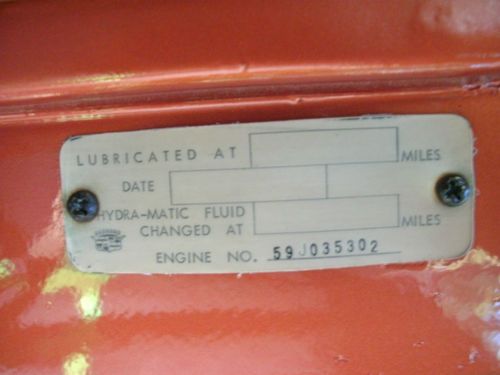 LUBRICATED AT MILES
DATE
HYDRA-MATIC FLUID
CHANGED AT MILES
ENGINE NO. 59J035302